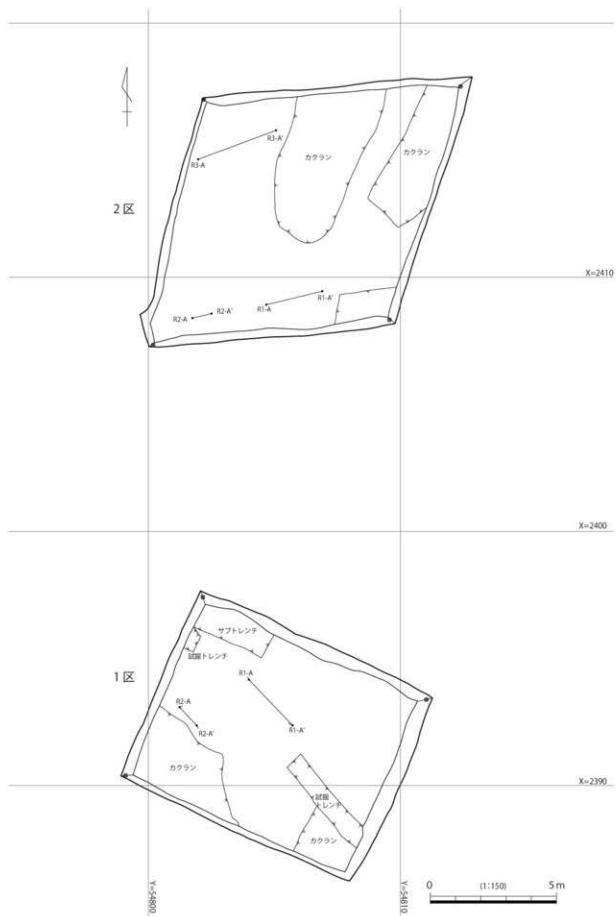 R3-A'
カクラン
カクラン
R3-A
2 区
X=2410
R1-A'
R2-A'
R2-A
R1-A
X=2400
サブトレンチ
試掘トレンチ
1 区
R1-A
R2-A
R1-A'
R2-A'
カクラン
X=2390
試掘
トレンチ
カクラン
Y=54800
Y=54610
0 (1:150) 5 m